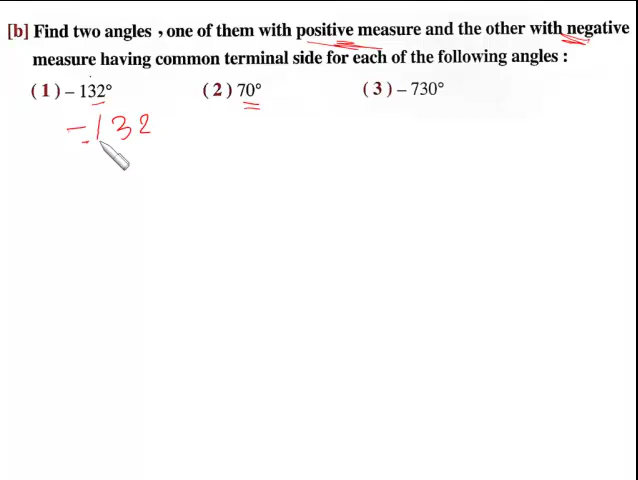 [b] Find two angles , one of them with positive measure and the other with negative
measure having common terminal side for each of the following angles :
( 1 ) – 132° ( 2 ) 70° ( 3 ) – 730°
-132